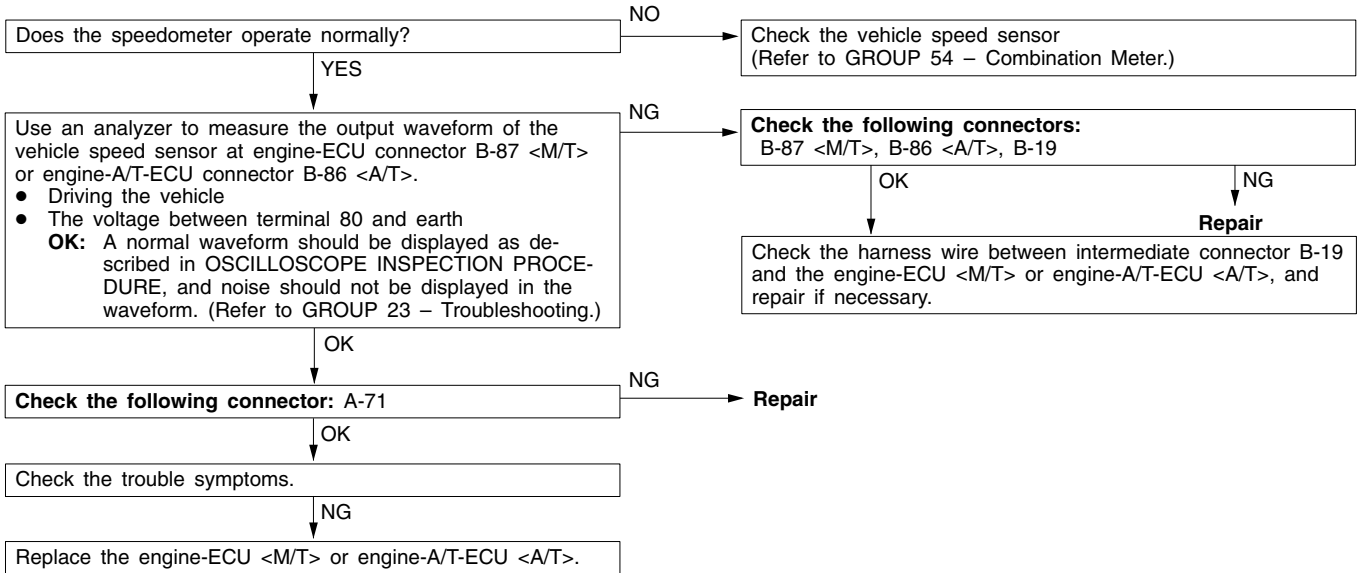 Does the speedometer operate normally?
NO
Check the vehicle speed sensor
(Refer to GROUP 54 – Combination Meter.)
YES
Use an analyzer to measure the output waveform of the
vehicle speed sensor at engine-ECU connector B-87 <M/T>
or engine-A/T-ECU connector B-86 <A/T>.
● Driving the vehicle
● The voltage between terminal 80 and earth
OK: A normal waveform should be displayed as de-
scribed in OSCILLOSCOPE INSPECTION PROCE-
DURE, and noise should not be displayed in the
waveform. (Refer to GROUP 23 – Troubleshooting.)
NG
Check the following connectors:
B-87 <M/T>, B-86 <A/T>, B-19
OK
NG
Repair
Check the harness wire between intermediate connector B-19
and the engine-ECU <M/T> or engine-A/T-ECU <A/T>, and
repair if necessary.
OK
Check the following connector: A-71
NG
Repair
OK
Check the trouble symptoms.
NG
Replace the engine-ECU <M/T> or engine-A/T-ECU <A/T>.